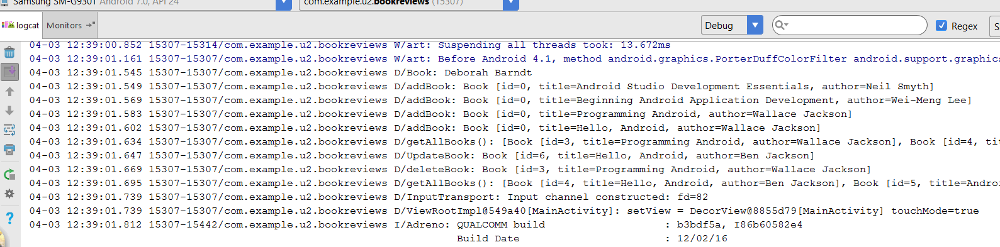 Samsung SM-G930T Android 7.0, API 24 com.example.u2.bookreviews (15307)
logcat Monitors Debug Regex
04-03 12:39:00.852 15307-15314/com.example.u2.bookreviews W/art: Suspending all threads took: 13.672ms
04-03 12:39:01.161 15307-15307/com.example.u2.bookreviews W/art: Before Android 4.1, method android.graphics.PorterDuffColorFilter android.support.graphics
04-03 12:39:01.545 15307-15307/com.example.u2.bookreviews D/Book: Deborah Barndt
04-03 12:39:01.549 15307-15307/com.example.u2.bookreviews D/addBook: Book [id=0, title=Android Studio Development Essentials, author=Neil Smyth]
04-03 12:39:01.569 15307-15307/com.example.u2.bookreviews D/addBook: Book [id=0, title=Beginning Android Application Development, author=Wei-Meng Lee]
04-03 12:39:01.583 15307-15307/com.example.u2.bookreviews D/addBook: Book [id=0, title=Programming Android, author=Wallace Jackson]
04-03 12:39:01.602 15307-15307/com.example.u2.bookreviews D/addBook: Book [id=0, title=Hello, Android, author=Wallace Jackson]
04-03 12:39:01.634 15307-15307/com.example.u2.bookreviews D/getAllBooks(): [Book [id=3, title=Programming Android, author=Wallace Jackson], Book [id=4, tit
04-03 12:39:01.647 15307-15307/com.example.u2.bookreviews D/UpdateBook: Book [id=6, title=Hello, Android, author=Ben Jackson]
04-03 12:39:01.669 15307-15307/com.example.u2.bookreviews D/deleteBook: Book [id=3, title=Programming Android, author=Wallace Jackson]
04-03 12:39:01.695 15307-15307/com.example.u2.bookreviews D/getAllBooks(): [Book [id=4, title=Hello, Android, author=Ben Jackson], Book [id=5, title=Andro
04-03 12:39:01.739 15307-15307/com.example.u2.bookreviews D/InputTransport: Input channel constructed: fd=82
04-03 12:39:01.739 15307-15307/com.example.u2.bookreviews D/ViewRootImpl@549a40[MainActivity]: setView = DecorView@8855d79[MainActivity] touchMode=true
04-03 12:39:01.812 15307-15442/com.example.u2.bookreviews I/Adreno: QUALCOMM build : b3bdf5a, I86b60582e4
Build Date : 12/02/16